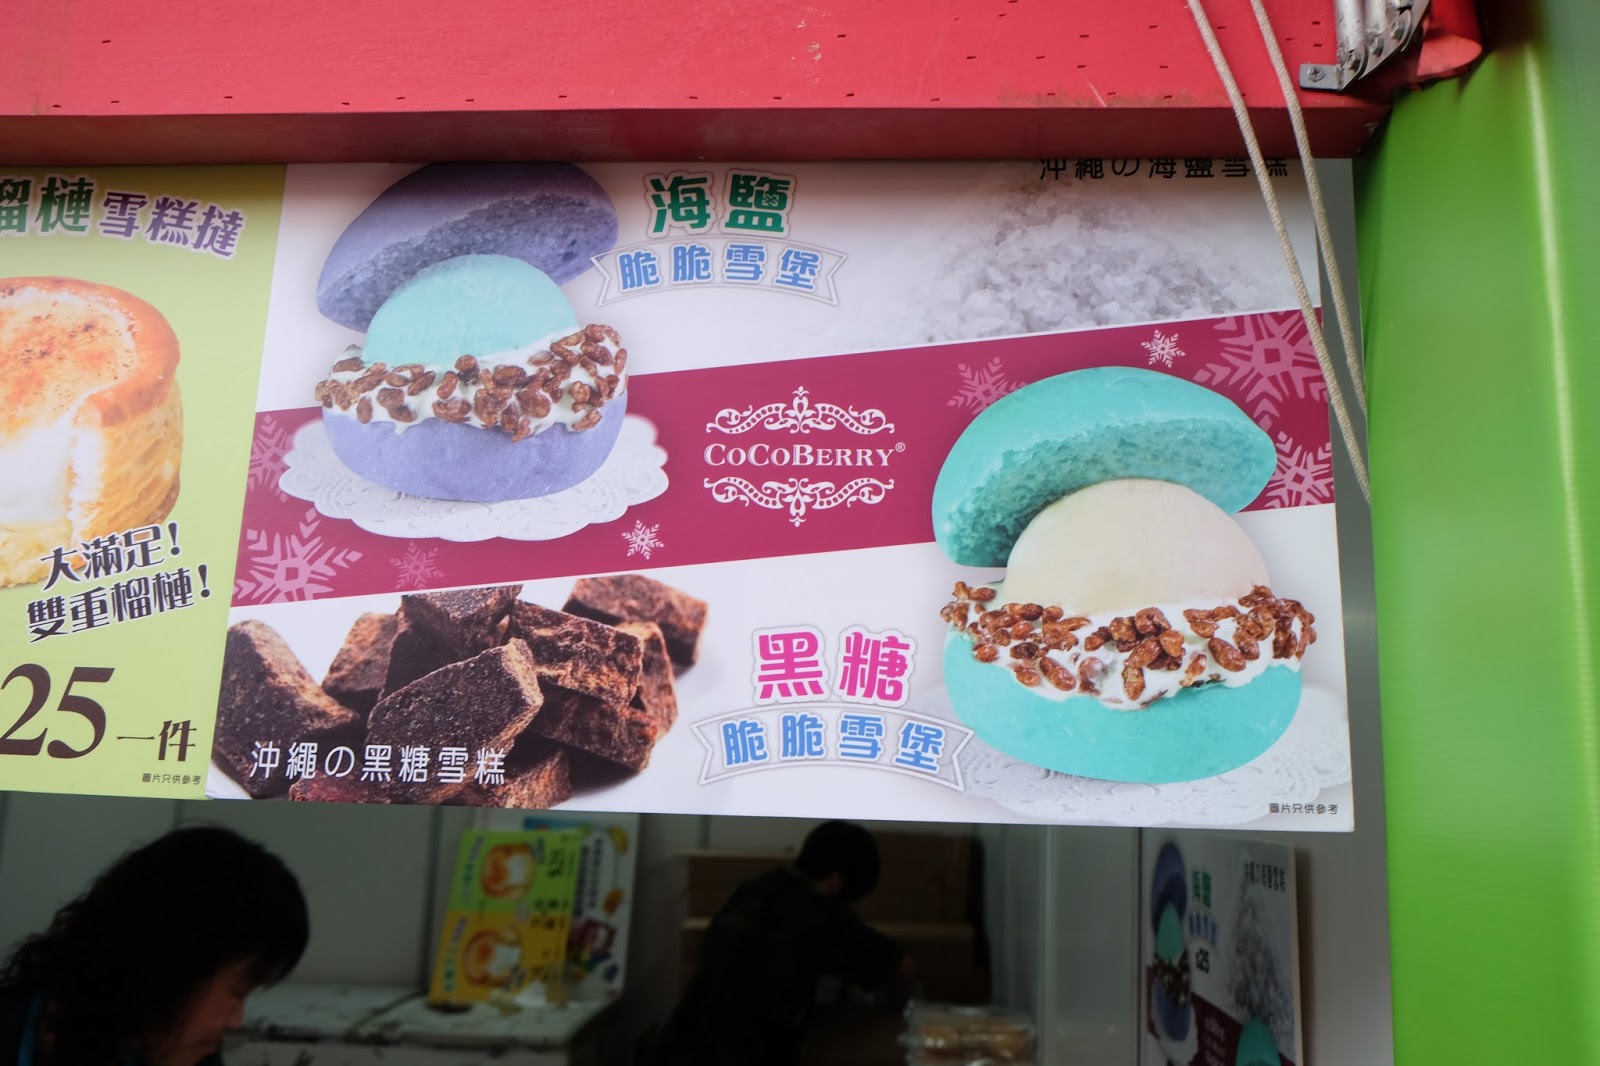 榴槤雪糕撻
大滿足！
雙重榴槤！
25一件
圖片只供參考
海鹽
脆脆雪堡
沖繩の海鹽雪糕
COCOBERRY®
黑糖
脆脆雪堡
沖繩の黑糖雪糕
圖片只供參考
海鹽